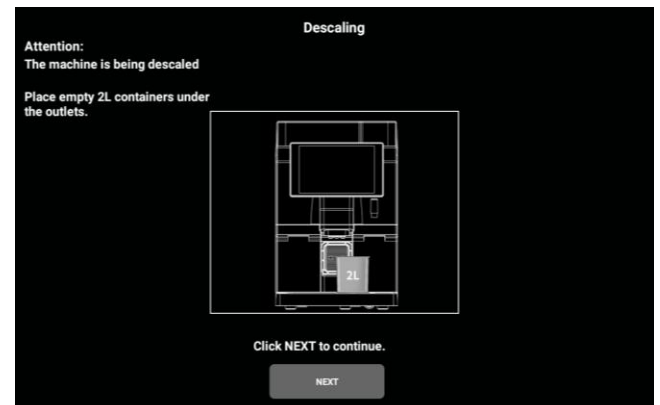 Descaling
Attention:
The machine is being descaled
Place empty 2L containers under
the outlets.
2L
Click NEXT to continue.
NEXT